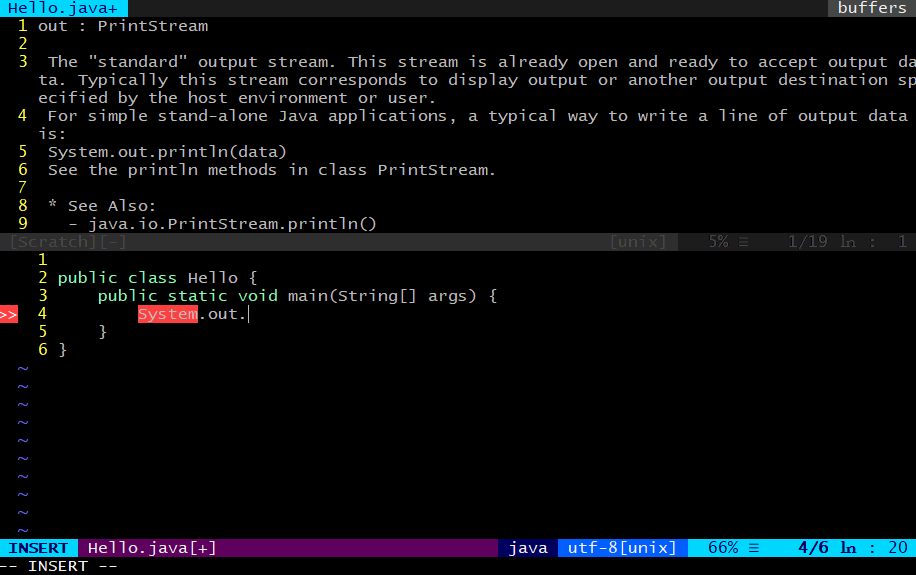 Hello.java+ buffers
1 out : PrintStream
2
3 The "standard" output stream. This stream is already open and ready to accept output da
ta. Typically this stream corresponds to display output or another output destination sp
ecified by the host environment or user.
4 For simple stand-alone Java applications, a typical way to write a line of output data
is:
5 System.out.println(data)
6 See the println methods in class PrintStream.
7
8 * See Also:
9 - java.io.PrintStream.println()
[Scratch][-] [unix] 5% ≡ 1/19 ln : 1
1
2 public class Hello {
3 public static void main(String[] args) {
>> 4 System.out.
5 }
6 }
~
~
~
~
~
~
~
~
~
~
INSERT Hello.java[+] java utf-8[unix] 66% ≡ 4/6 ln : 20
-- INSERT --